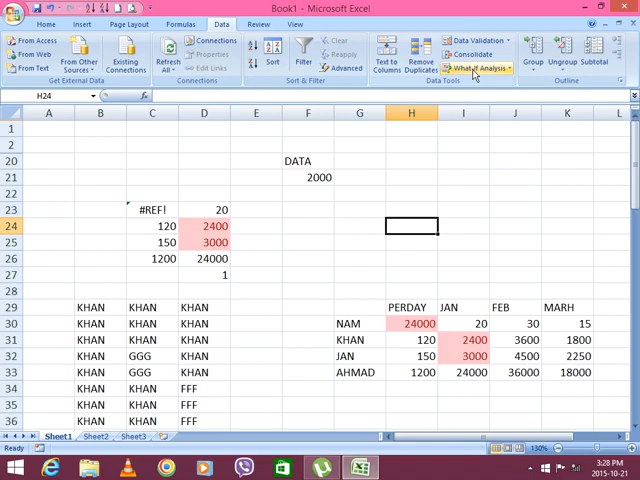 Book1 - Microsoft Excel
Home Insert Page Layout Formulas Data Review View
From Access
From Web
From Text
From Other Sources
Existing Connections
Get External Data
Refresh All
Connections
Properties
Edit Links
Connections
Sort
Filter
Clear
Reapply
Advanced
Sort & Filter
Text to Columns
Remove Duplicates
Data Validation
Consolidate
What-If Analysis
Data Tools
Group
Ungroup
Subtotal
Outline
H24 fx
A B C D E F G H I J K L
1
2
20 DATA
21 2000
22
23 #REF! 20
24 120 2400
25 150 3000
26 1200 24000
27 1
28
29 KHAN KHAN KHAN PERDAY JAN FEB MARH
30 KHAN KHAN KHAN NAM 24000 20 30 15
31 KHAN KHAN KHAN KHAN 120 2400 3600 1800
32 KHAN GGG KHAN JAN 150 3000 4500 2250
33 KHAN GGG KHAN AHMAD 1200 24000 36000 18000
34 KHAN KHAN FFF
35 KHAN KHAN FFF
36 KHAN KHAN FFF
Sheet1 Sheet2 Sheet3
Ready 130%
3:28 PM
2015-10-21